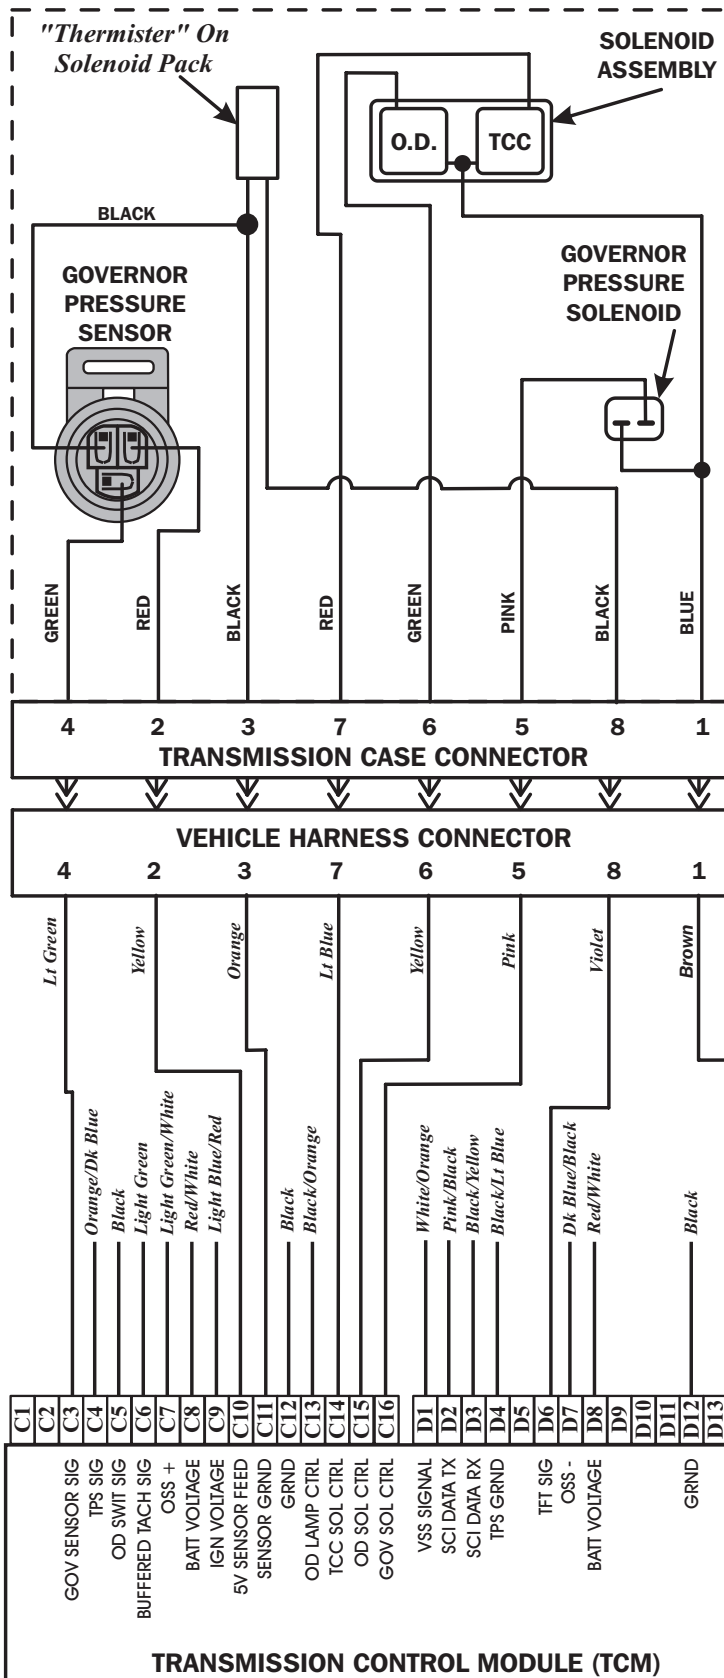 "Thermister" On
Solenoid Pack
SOLENOID
ASSEMBLY
O.D.
TCC
BLACK
GOVERNOR
PRESSURE
SENSOR
GOVERNOR
PRESSURE
SOLENOID
GREEN
RED
BLACK
RED
GREEN
PINK
BLACK
BLUE
4 2 3 7 6 5 8 1
TRANSMISSION CASE CONNECTOR
VEHICLE HARNESS CONNECTOR
4 2 3 7 6 5 8 1
Lt Green
Yellow
Orange
Lt Blue
Yellow
Pink
Violet
Brown
Orange/Dk Blue
Black
Light Green
Light Green/White
Red/White
Light Blue/Red
Black
Black/Orange
White/Orange
Pink/Black
Black/Yellow
Black/Lt Blue
Dk Blue/Black
Red/White
Black
C1 C2 C3 C4 C5 C6 C7 C8 C9 C10 C11 C12 C13 C14 C15 C16 D1 D2 D3 D4 D5 D6 D7 D8 D9 D10 D11 D12 D13
GOV SENSOR SIG
TPS SIG
OD SWIT SIG
BUFFERED TACH SIG
OSS +
BATT VOLTAGE
IGN VOLTAGE
5V SENSOR FEED
SENSOR GRND
GRND
OD LAMP CTRL
TCC SOL CTRL
OD SOL CTRL
GOV SOL CTRL
VSS SIGNAL
SCI DATA TX
SCI DATA RX
TPS GRND
TFT SIG
OSS -
BATT VOLTAGE
GRND
TRANSMISSION CONTROL MODULE (TCM)